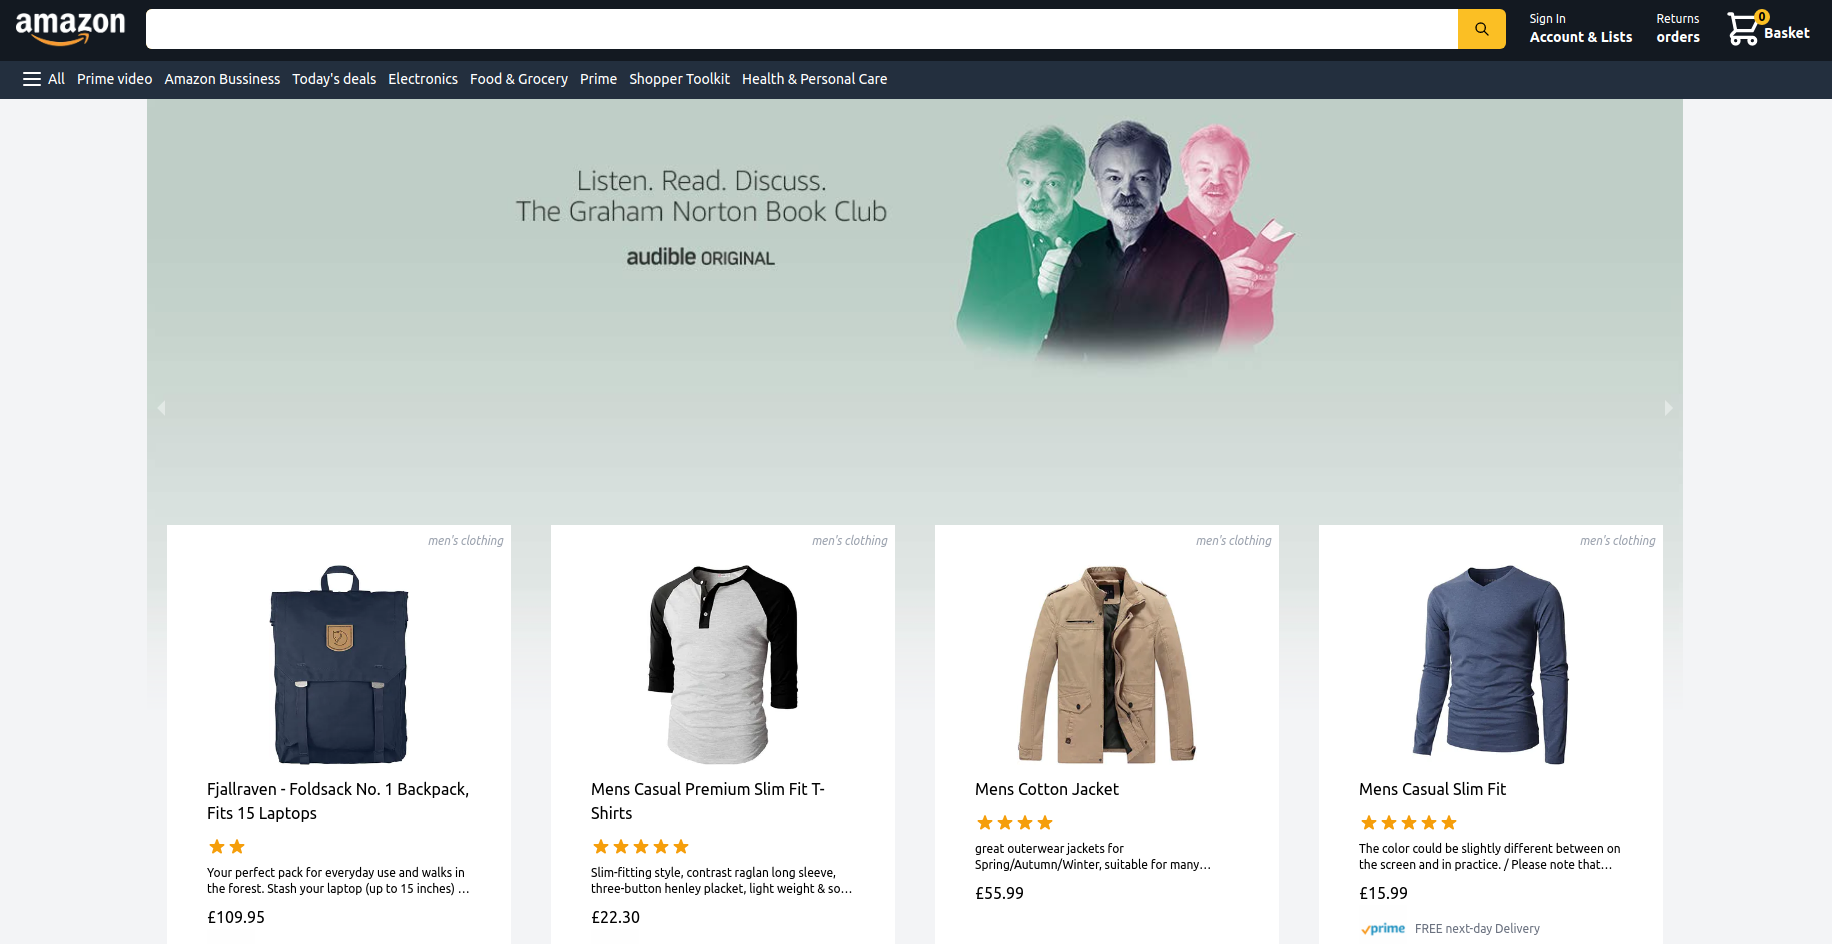 amazon
Sign In
Account & Lists
Returns
orders
0
Basket
All Prime video Amazon Bussiness Today's deals Electronics Food & Grocery Prime Shopper Toolkit Health & Personal Care
Listen. Read. Discuss.
The Graham Norton Book Club
audible ORIGINAL
men's clothing
Fjallraven - Foldsack No. 1 Backpack,
Fits 15 Laptops
Your perfect pack for everyday use and walks in
the forest. Stash your laptop (up to 15 inches) ...
£109.95
men's clothing
Mens Casual Premium Slim Fit T-
Shirts
Slim-fitting style, contrast raglan long sleeve,
three-button henley placket, light weight & so...
£22.30
men's clothing
Mens Cotton Jacket
great outerwear jackets for
Spring/Autumn/Winter, suitable for many...
£55.99
men's clothing
Mens Casual Slim Fit
The color could be slightly different between on
the screen and in practice. / Please note that...
£15.99
prime FREE next-day Delivery